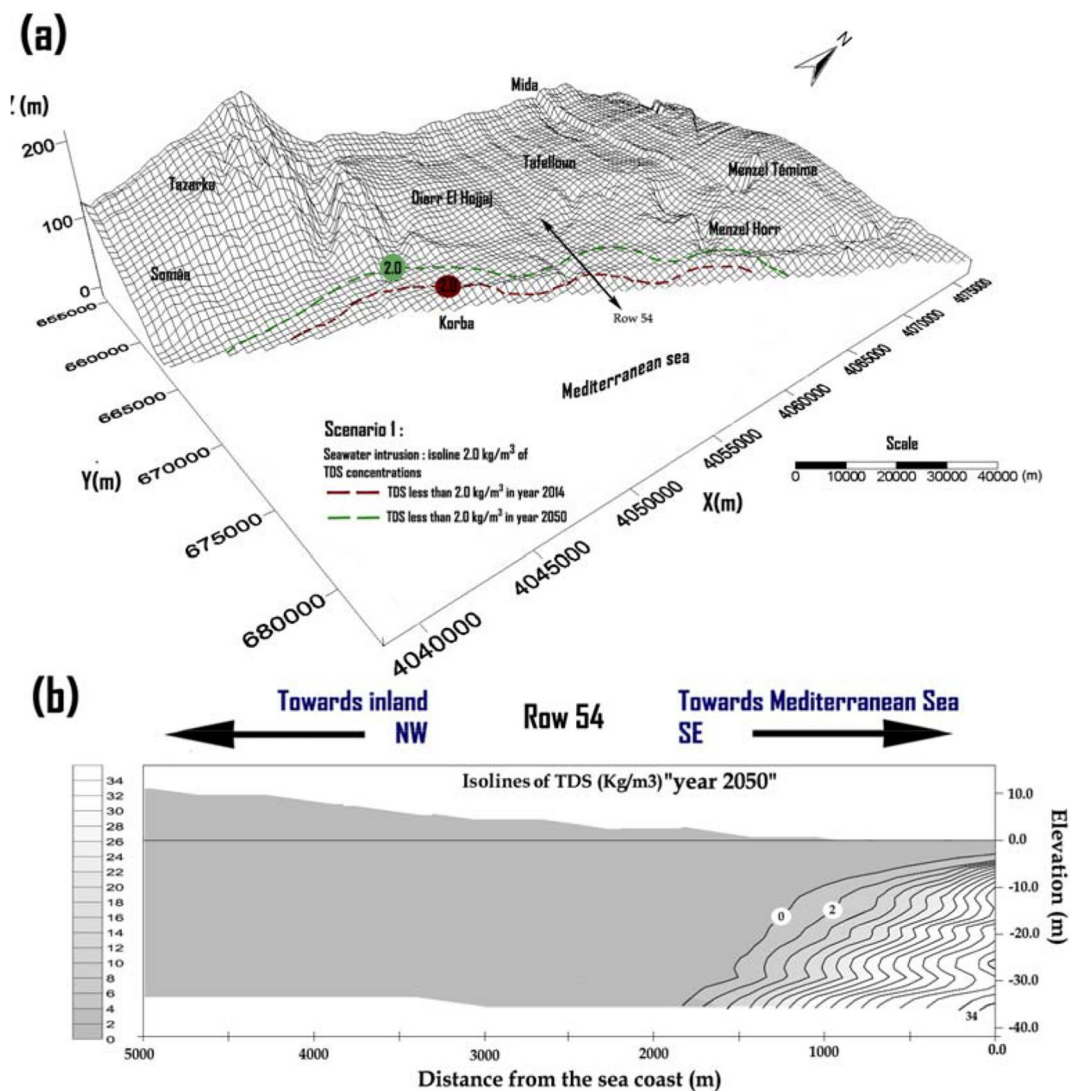 (a)
N
Z (m)
200
100
0
Mida
Tazarka
Tafelloun
Menzel Témime
Diarr El Hojjaj
Menzel Horr
Somâa
2.0
2.0
Korba
Row 54
Mediterranean sea
655000
660000
665000
670000
675000
680000
Y(m)
4040000
4045000
4050000
4055000
4060000
4065000
4070000
4075000
X(m)
Scenario 1 :
Seawater intrusion : isoline 2.0 kg/m³ of
TDS concentrations
TDS less than 2.0 kg/m³ in year 2014
TDS less than 2.0 kg/m³ in year 2050
Scale
0 10000 20000 30000 40000 (m)
(b)
Towards inland
NW
Row 54
Towards Mediterranean Sea
SE
Isolines of TDS (Kg/m3) "year 2050"
34
32
30
28
26
24
22
20
18
16
14
12
10
8
6
4
2
0
0
2
34
10.0
0.0
-10.0
-20.0
-30.0
-40.0
Elevation (m)
5000 4000 3000 2000 1000 0.0
Distance from the sea coast (m)